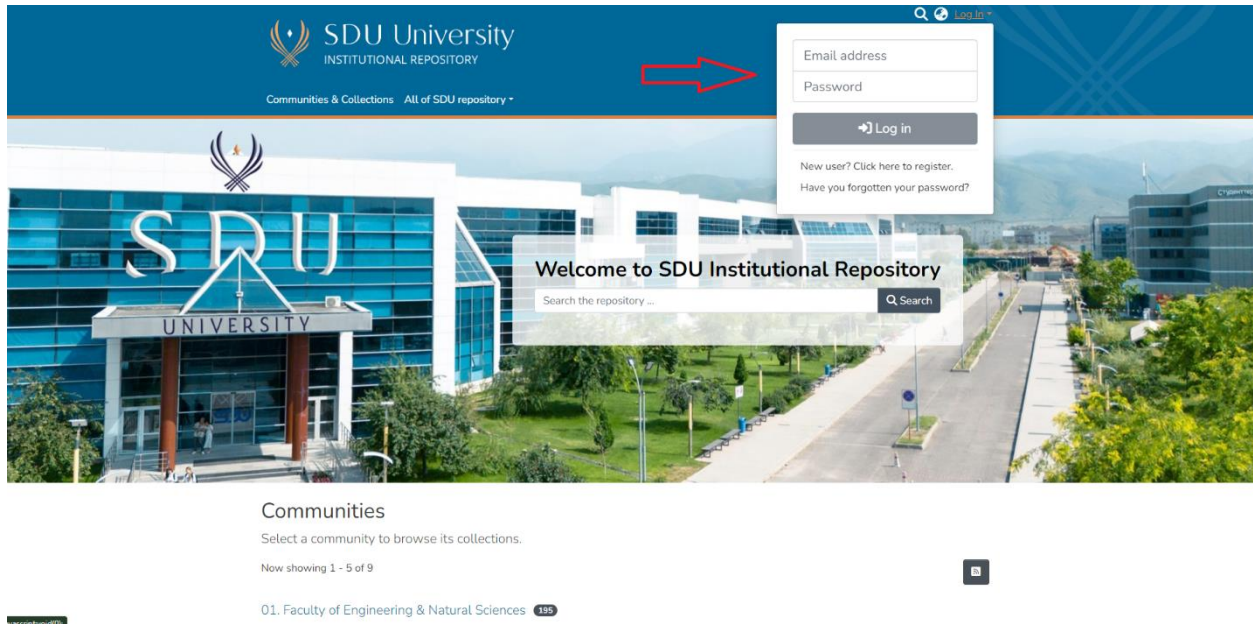 Log In
SDU University
INSTITUTIONAL REPOSITORY
Communities & Collections All of SDU repository
Email address
Password
Log in
New user? Click here to register.
Have you forgotten your password?
SDU
UNIVERSITY
Welcome to SDU Institutional Repository
Search the repository ...
Search
Communities
Select a community to browse its collections.
Now showing 1 - 5 of 9
01. Faculty of Engineering & Natural Sciences 195